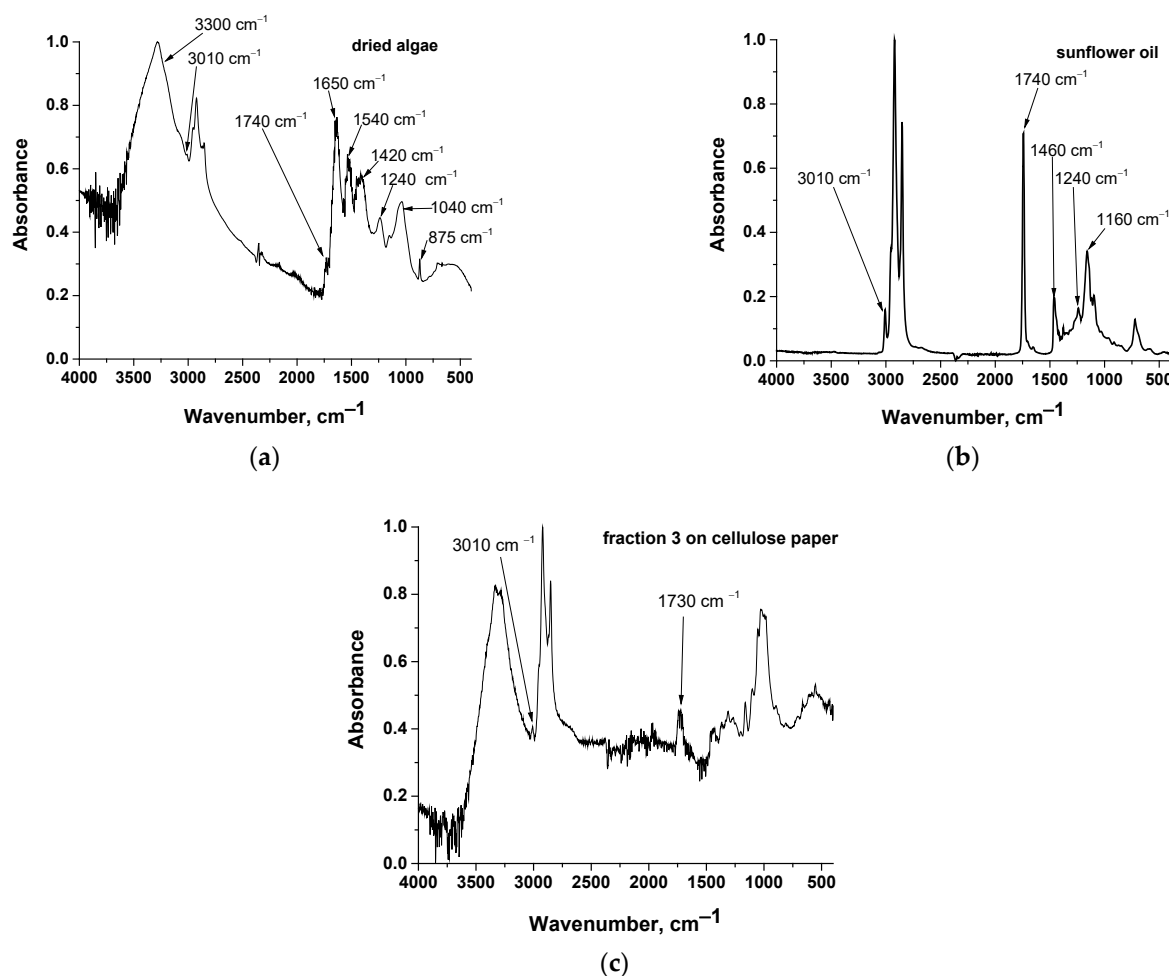 dried algae
3300 cm⁻¹
3010 cm⁻¹
1650 cm⁻¹
1740 cm⁻¹
1540 cm⁻¹
1420 cm⁻¹
1240 cm⁻¹
1040 cm⁻¹
875 cm⁻¹
Absorbance
1.0
0.8
0.6
0.4
0.2
0.0
4000 3500 3000 2500 2000 1500 1000 500
Wavenumber, cm⁻¹
(a)
sunflower oil
1740 cm⁻¹
1460 cm⁻¹
3010 cm⁻¹
1240 cm⁻¹
1160 cm⁻¹
Absorbance
1.0
0.8
0.6
0.4
0.2
0.0
4000 3500 3000 2500 2000 1500 1000 500
Wavenumber, cm⁻¹
(b)
fraction 3 on cellulose paper
3010 cm⁻¹
1730 cm⁻¹
Absorbance
1.0
0.8
0.6
0.4
0.2
0.0
4000 3500 3000 2500 2000 1500 1000 500
Wavenumber, cm⁻¹
(c)